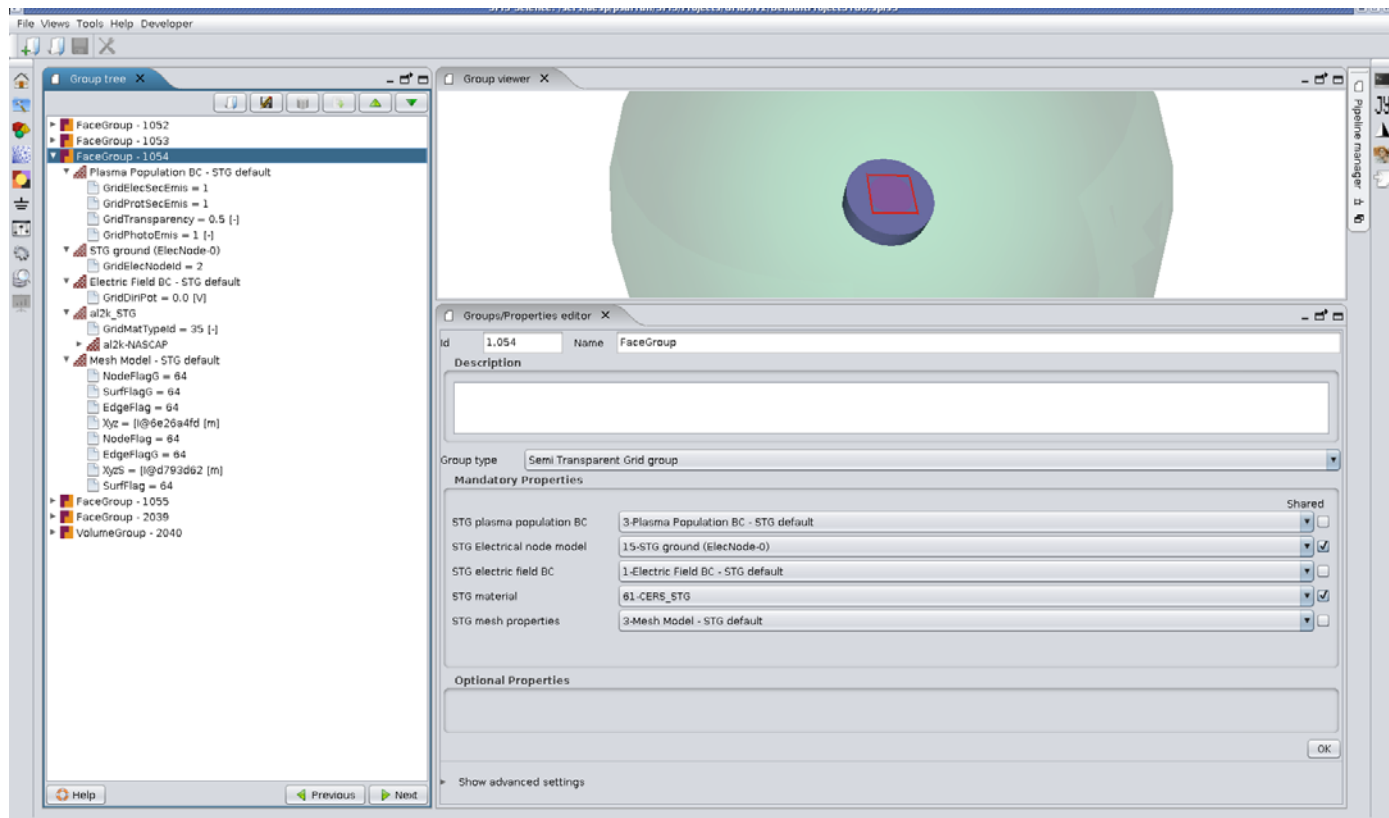 File Views Tools Help Developer
Group tree X
FaceGroup - 1052
FaceGroup - 1053
FaceGroup - 1054
Plasma Population BC - STG default
GridElecSecEmis = 1
GridProtSecEmis = 1
GridTransparency = 0.5 [-]
GridPhotoEmis = 1 [-]
STG ground (ElecNode-0)
GridElecNodeId = 2
Electric Field BC - STG default
GridDiriPot = 0.0 [V]
al2k_STG
GridMatTypeId = 35 [-]
al2k-NASCAP
Mesh Model - STG default
NodeFlagG = 64
SurfFlagG = 64
EdgeFlag = 64
Xyz = [I@6e26a4fd [m]
NodeFlag = 64
EdgeFlagG = 64
XyzS = [I@d793d62 [m]
SurfFlag = 64
FaceGroup - 1055
FaceGroup - 2039
VolumeGroup - 2040
Help
Previous
Next
Group viewer X
Groups/Properties editor X
Id 1.054 Name FaceGroup
Description
Group type Semi Transparent Grid group
Mandatory Properties
Shared
STG plasma population BC 3-Plasma Population BC - STG default
STG Electrical node model 15-STG ground (ElecNode-0)
STG electric field BC 1-Electric Field BC - STG default
STG material 61-CERS_STG
STG mesh properties 3-Mesh Model - STG default
Optional Properties
OK
Show advanced settings
Pipeline manager